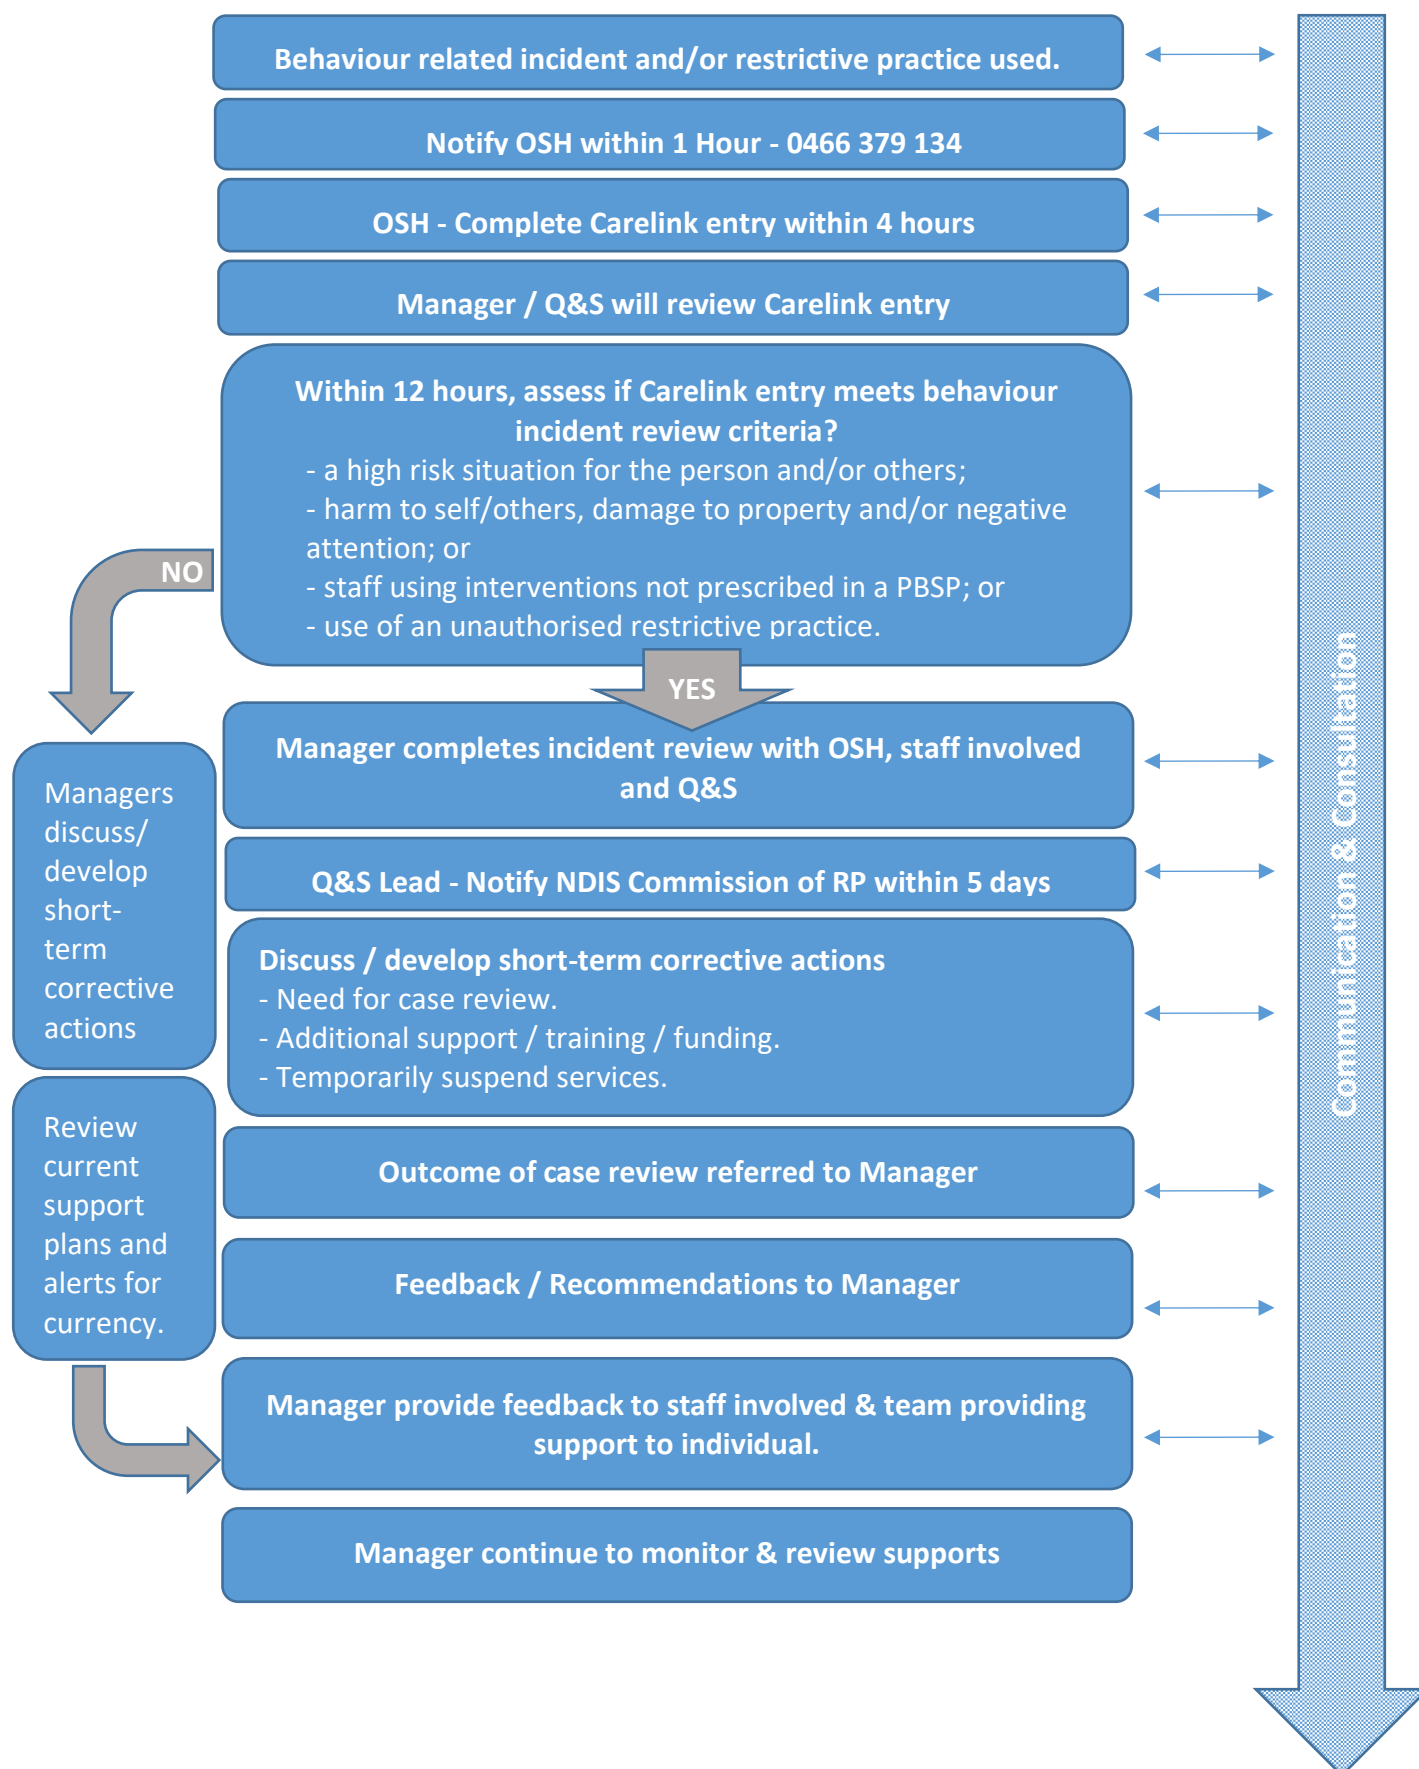 Behaviour related incident and/or restrictive practice used.
Notify OSH within 1 Hour - 0466 379 134
OSH - Complete Carelink entry within 4 hours
Manager / Q&S will review Carelink entry
Within 12 hours, assess if Carelink entry meets behaviour
incident review criteria?
- a high risk situation for the person and/or others;
- harm to self/others, damage to property and/or negative
attention; or
- staff using interventions not prescribed in a PBSP; or
- use of an unauthorised restrictive practice.
NO
YES
Manager completes incident review with OSH, staff involved
and Q&S
Q&S Lead - Notify NDIS Commission of RP within 5 days
Discuss / develop short-term corrective actions
- Need for case review.
- Additional support / training / funding.
- Temporarily suspend services.
Managers
discuss/
develop
short-
term
corrective
actions
Review
current
support
plans and
alerts for
currency.
Outcome of case review referred to Manager
Feedback / Recommendations to Manager
Manager provide feedback to staff involved & team providing
support to individual.
Manager continue to monitor & review supports
Communication & Consultation